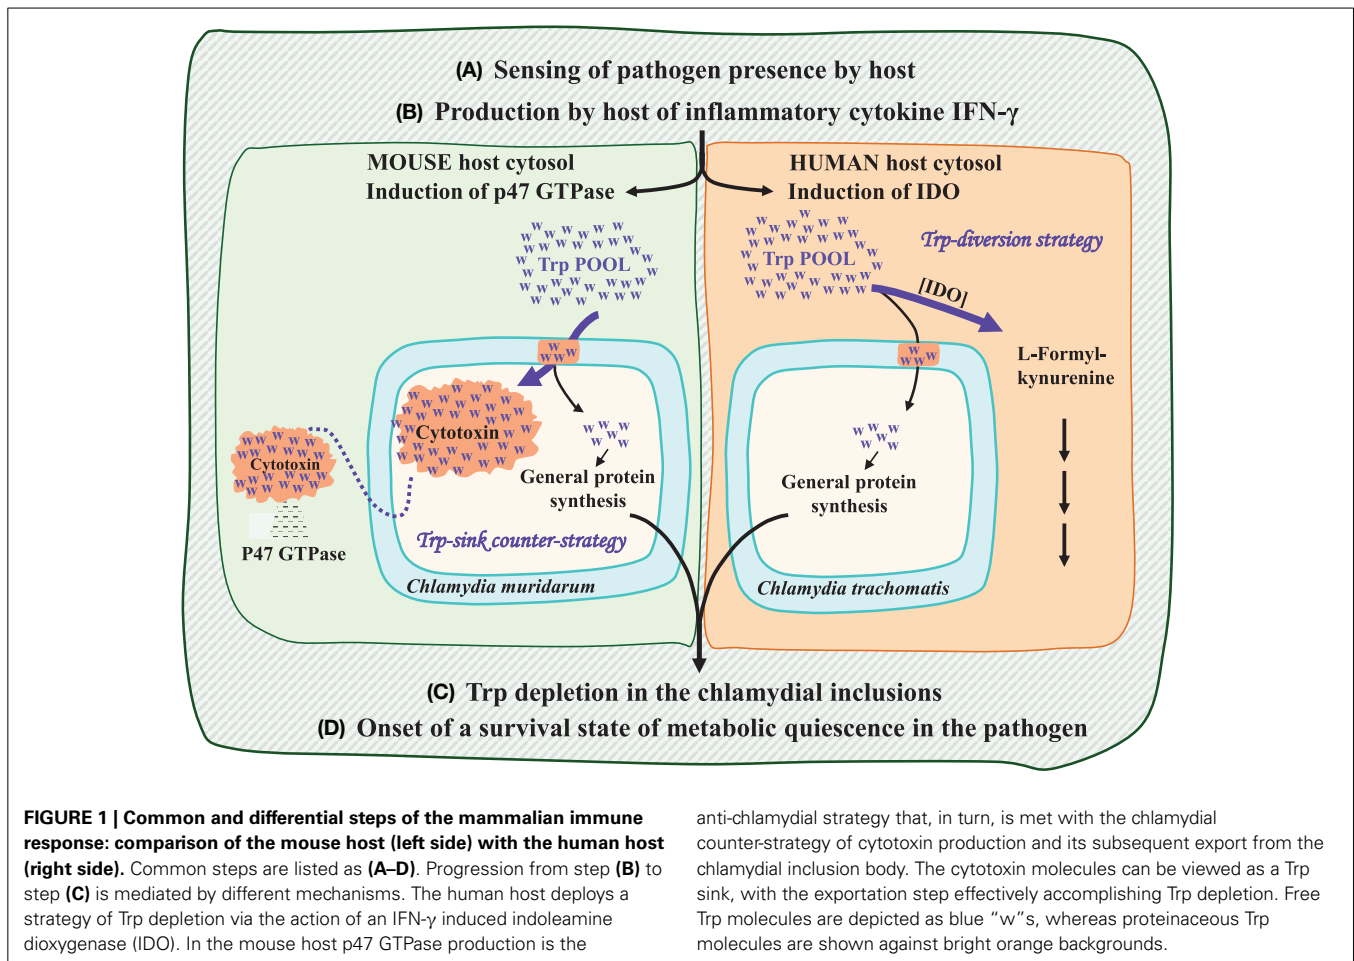 (A) Sensing of pathogen presence by host
(B) Production by host of inflammatory cytokine IFN-γ
MOUSE host cytosol
Induction of p47 GTPase
HUMAN host cytosol
Induction of IDO
Trp POOL
Trp POOL
Trp-diversion strategy
[IDO]
L-Formyl-
kynurenine
Cytotoxin
Cytotoxin
P47 GTPase
General protein
synthesis
Trp-sink counter-strategy
Chlamydia muridarum
General protein
synthesis
Chlamydia trachomatis
(C) Trp depletion in the chlamydial inclusions
(D) Onset of a survival state of metabolic quiescence in the pathogen
FIGURE 1 | Common and differential steps of the mammalian immune
response: comparison of the mouse host (left side) with the human host
(right side). Common steps are listed as (A–D). Progression from step (B) to
step (C) is mediated by different mechanisms. The human host deploys a
strategy of Trp depletion via the action of an IFN-γ induced indoleamine
dioxygenase (IDO). In the mouse host p47 GTPase production is the
anti-chlamydial strategy that, in turn, is met with the chlamydial
counter-strategy of cytotoxin production and its subsequent export from the
chlamydial inclusion body. The cytotoxin molecules can be viewed as a Trp
sink, with the exportation step effectively accomplishing Trp depletion. Free
Trp molecules are depicted as blue “w”s, whereas proteinaceous Trp
molecules are shown against bright orange backgrounds.